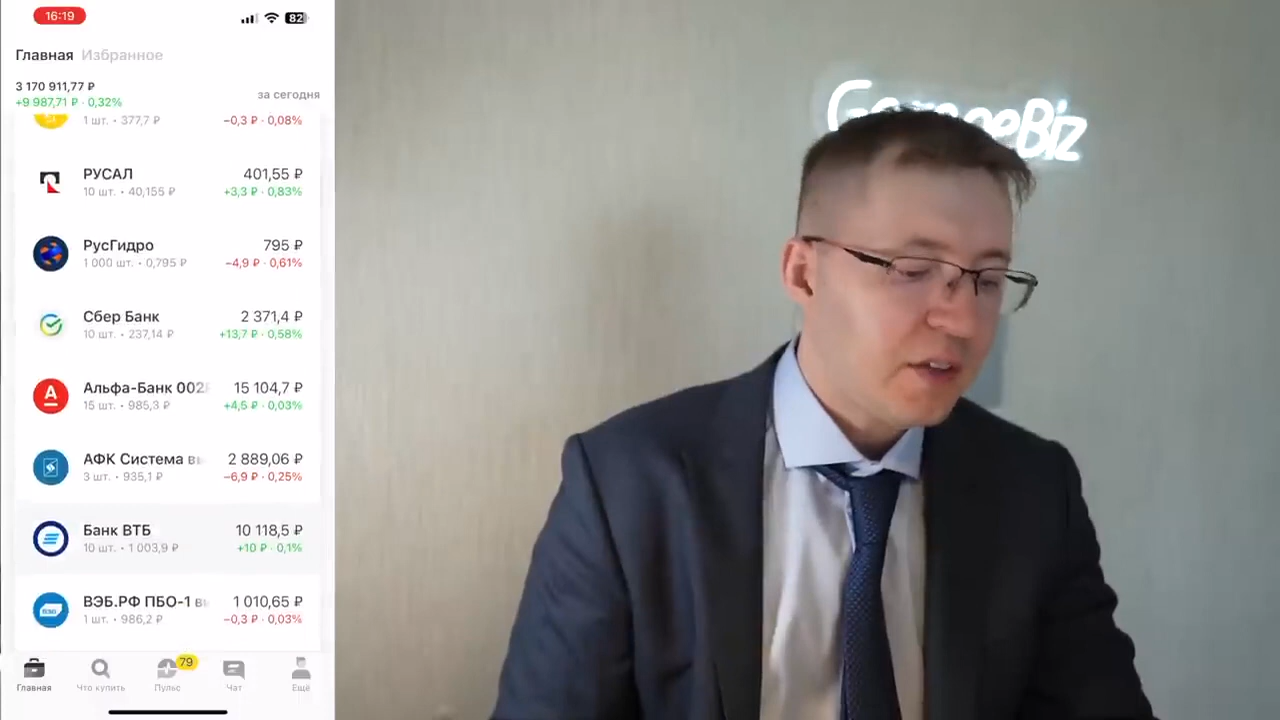 16:19
82
Главная Избранное
3 170 911,77 ₽
+9 987,71 ₽ · 0,32%
за сегодня
1 шт. • 377,7 ₽
−0,3 ₽ · 0,08%
РУСАЛ
401,55 ₽
10 шт. • 40,155 ₽
+3,3 ₽ · 0,83%
РусГидро
795 ₽
1 000 шт. • 0,795 ₽
−4,9 ₽ · 0,61%
Сбер Банк
2 371,4 ₽
10 шт. • 237,14 ₽
+13,7 ₽ · 0,58%
Альфа-Банк 002
15 104,7 ₽
15 шт. • 985,3 ₽
+4,5 ₽ · 0,03%
АФК Система вы
2 889,06 ₽
3 шт. • 935,1 ₽
−6,9 ₽ · 0,25%
Банк ВТБ
10 118,5 ₽
10 шт. • 1 003,9 ₽
+10 ₽ · 0,1%
ВЭБ.РФ ПБО-1 вы
1 010,65 ₽
1 шт. • 986,2 ₽
−0,3 ₽ · 0,03%
79
Главная
Что купить
Пульс
Чат
Ещё